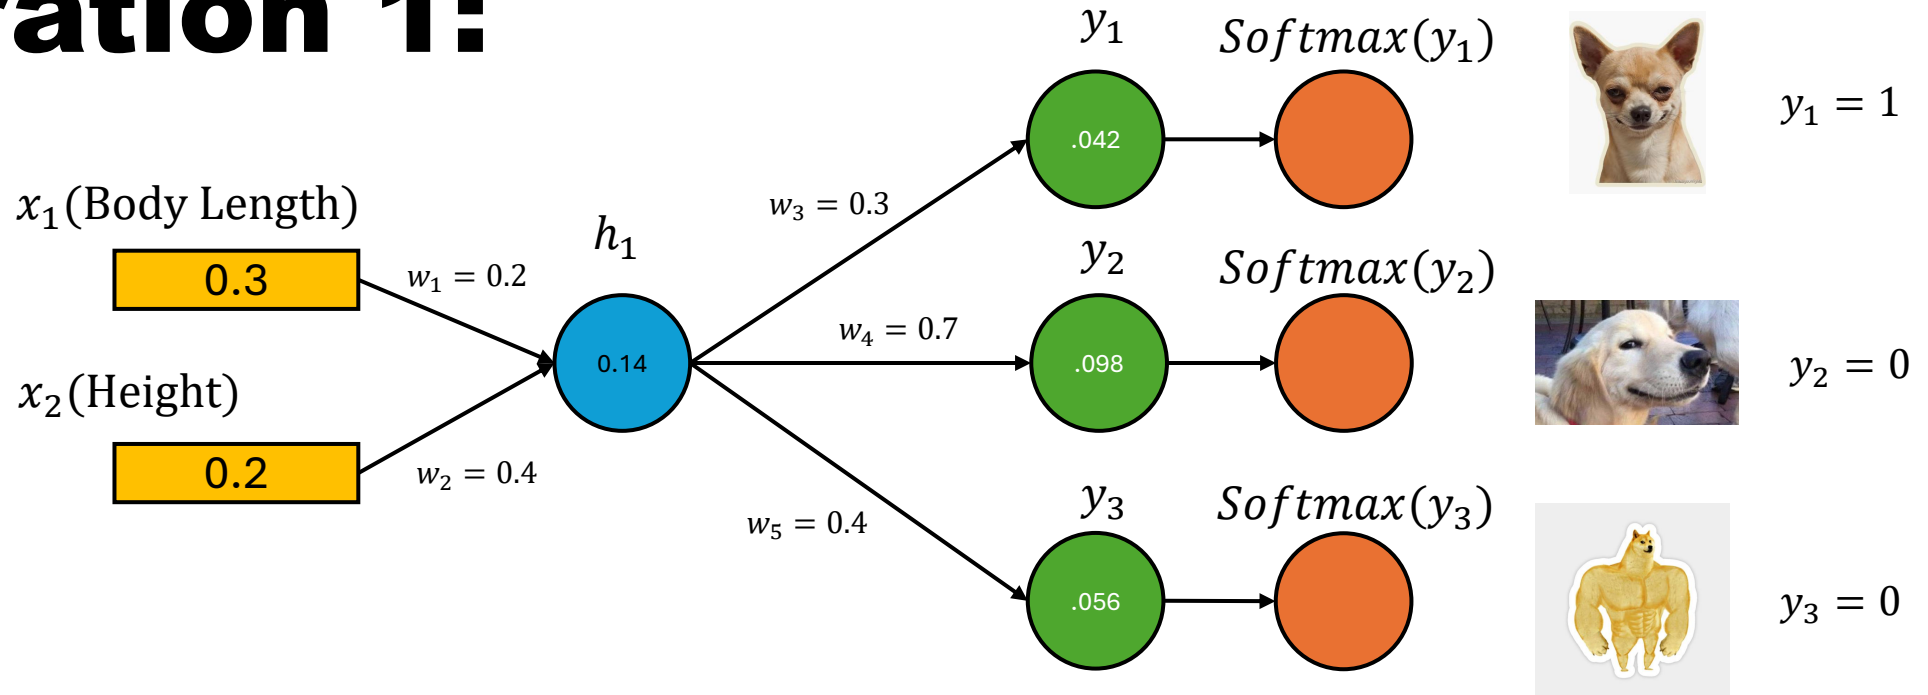 ration 1:
y₁
Softmax(y₁)
y₁ = 1
x₁(Body Length)
0.3
w₁ = 0.2
h₁
0.14
w₃ = 0.3
.042
y₂
Softmax(y₂)
w₄ = 0.7
.098
y₂ = 0
x₂(Height)
0.2
w₂ = 0.4
w₅ = 0.4
y₃
Softmax(y₃)
.056
y₃ = 0